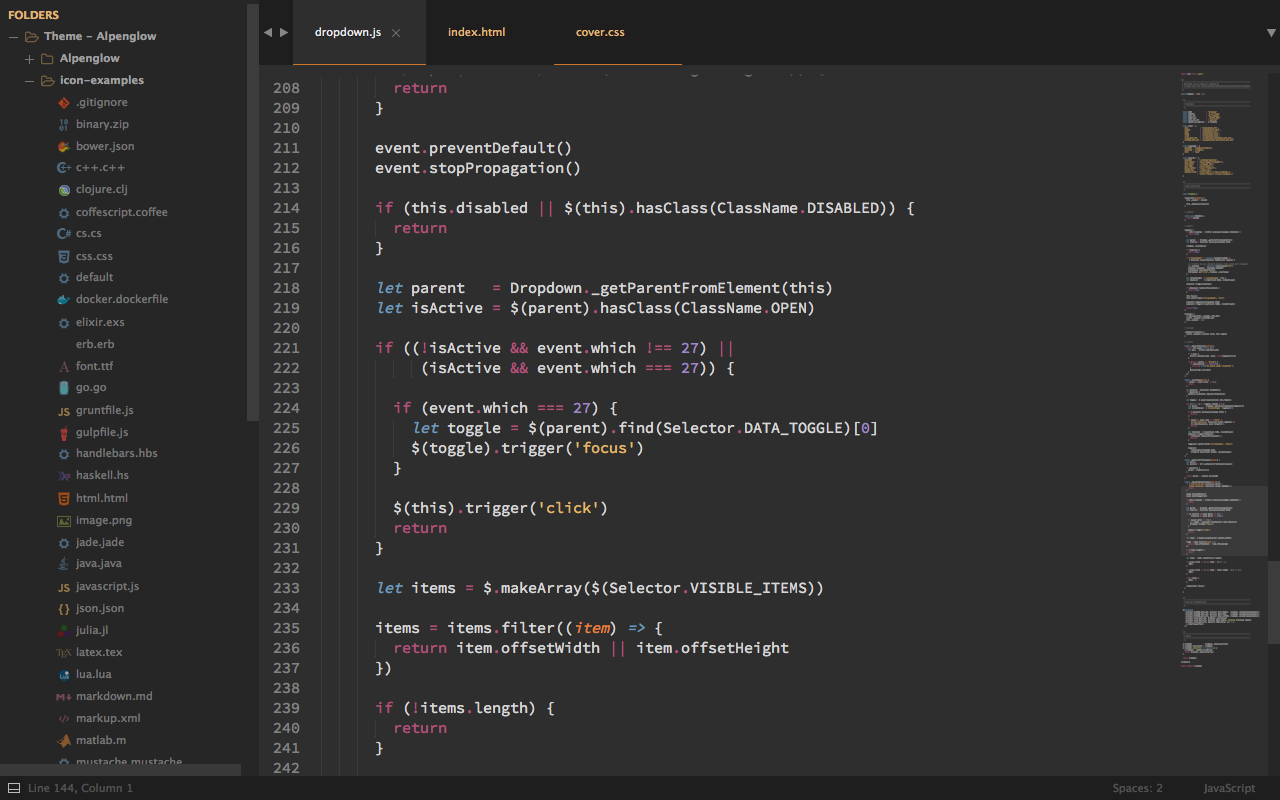 FOLDERS
Theme - Alpenglow
Alpenglow
icon-examples
.gitignore
binary.zip
bower.json
c++.c++
clojure.clj
coffescript.coffee
cs.cs
css.css
default
docker.dockerfile
elixir.exs
erb.erb
font.ttf
go.go
gruntfile.js
gulpfile.js
handlebars.hbs
haskell.hs
html.html
image.png
jade.jade
java.java
javascript.js
json.json
julia.jl
latex.tex
lua.lua
markdown.md
markup.xml
matlab.m
mustache.mustache
dropdown.js
index.html
cover.css
208 return
209 }
210
211 event.preventDefault()
212 event.stopPropagation()
213
214 if (this.disabled || $(this).hasClass(ClassName.DISABLED)) {
215 return
216 }
217
218 let parent   = Dropdown._getParentFromElement(this)
219 let isActive = $(parent).hasClass(ClassName.OPEN)
220
221 if ((!isActive && event.which !== 27) ||
222 (isActive && event.which === 27)) {
223
224 if (event.which === 27) {
225 let toggle = $(parent).find(Selector.DATA_TOGGLE)[0]
226 $(toggle).trigger('focus')
227 }
228
229 $(this).trigger('click')
230 return
231 }
232
233 let items = $.makeArray($(Selector.VISIBLE_ITEMS))
234
235 items = items.filter((item) => {
236 return item.offsetWidth || item.offsetHeight
237 })
238
239 if (!items.length) {
240 return
241 }
242
Line 144, Column 1
Spaces: 2
JavaScript